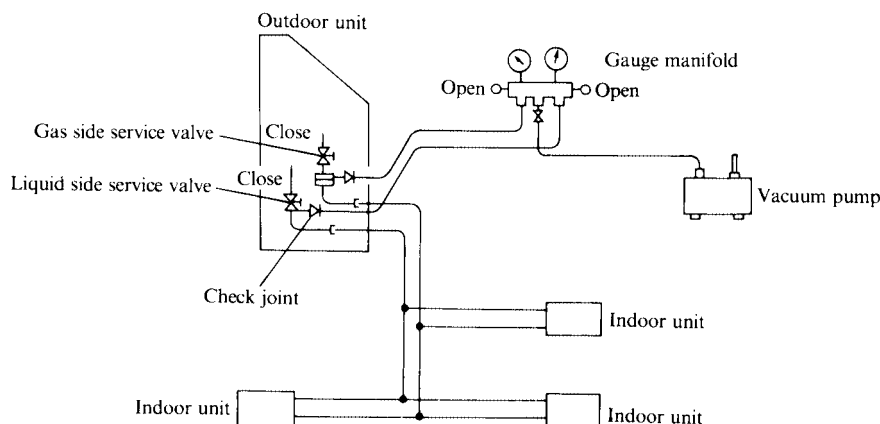 Outdoor unit
Gauge manifold
Open
Open
Gas side service valve
Close
Liquid side service valve
Close
Vacuum pump
Check joint
Indoor unit
Indoor unit
Indoor unit